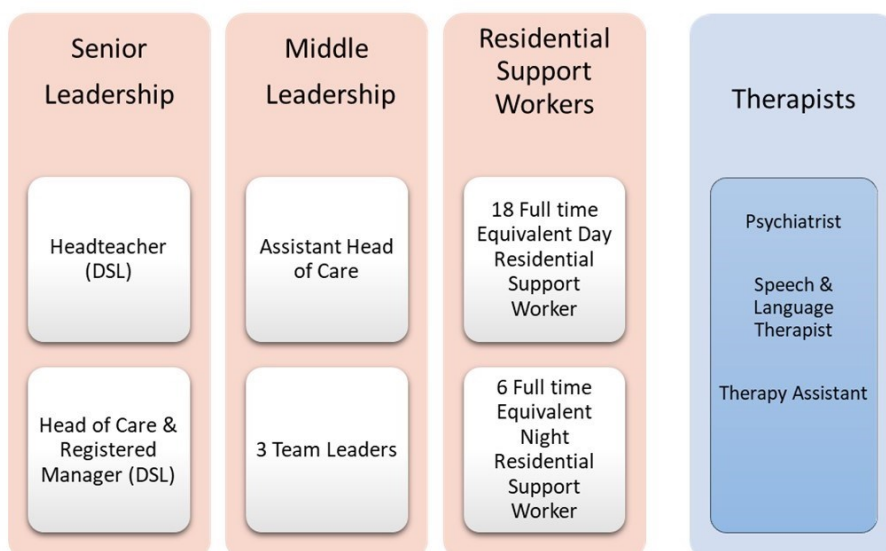 Senior
Leadership
Headteacher
(DSL)
Head of Care &
Registered
Manager (DSL)
Middle
Leadership
Assistant Head
of Care
3 Team Leaders
Residential
Support
Workers
18 Full time
Equivalent Day
Residential
Support
Worker
6 Full time
Equivalent
Night
Residential
Support
Worker
Therapists
Psychiatrist
Speech &
Language
Therapist
Therapy Assistant